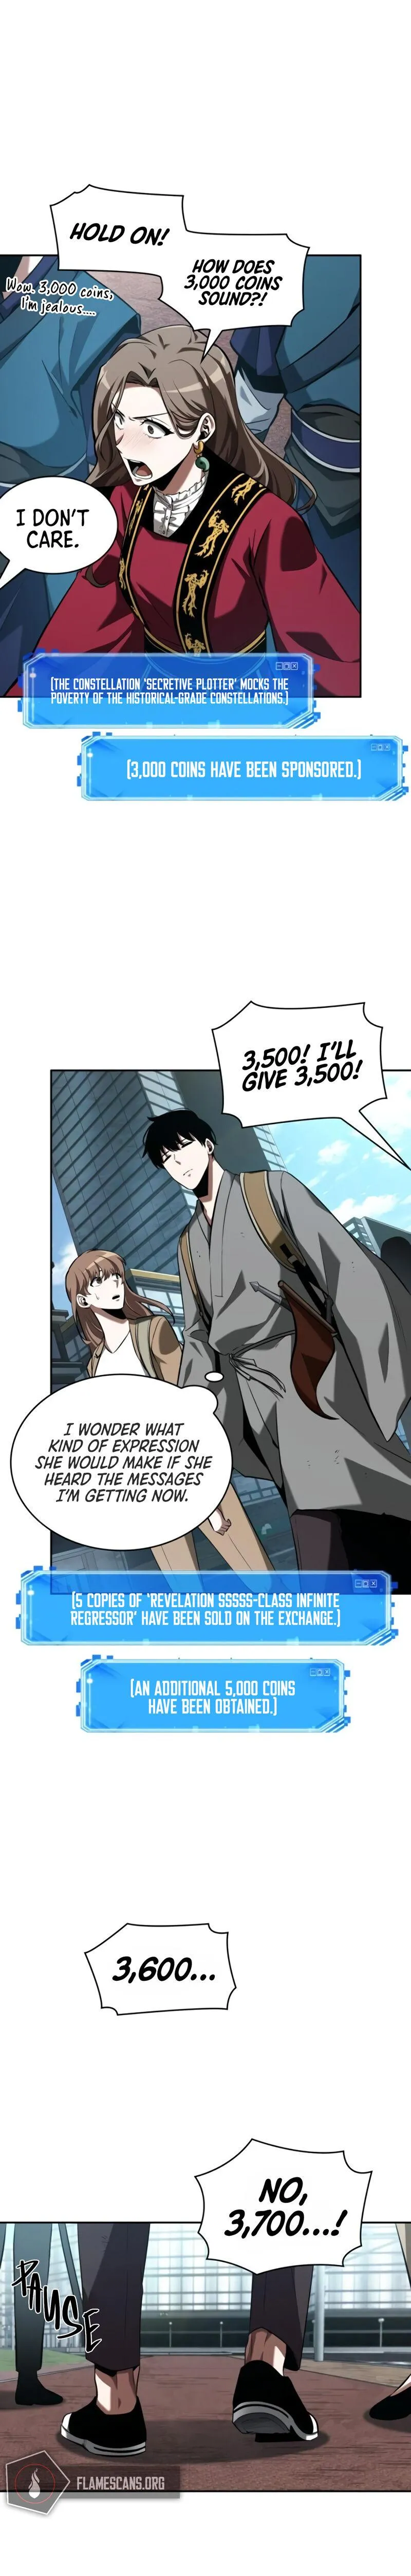 HOLD ON!
HOW DOES
3,000 COINS
SOUND?!
Wow. 3,000 coins,
I'm jealous....
I DON'T
CARE.
[THE CONSTELLATION 'SECRETIVE PLOTTER' MOCKS THE
POVERTY OF THE HISTORICAL-GRADE CONSTELLATIONS.]
[3,000 COINS HAVE BEEN SPONSORED.]
3,500! I'LL
GIVE 3,500!
I WONDER WHAT
KIND OF EXPRESSION
SHE WOULD MAKE IF SHE
HEARD THE MESSAGES
I'M GETTING NOW.
[5 COPIES OF 'REVELATION SSSSS-CLASS INFINITE
REGRESSOR' HAVE BEEN SOLD ON THE EXCHANGE.]
[AN ADDITIONAL 5,000 COINS
HAVE BEEN OBTAINED.]
3,600...
NO,
3,700...!
PAUSE
FLAMESCANS.ORG